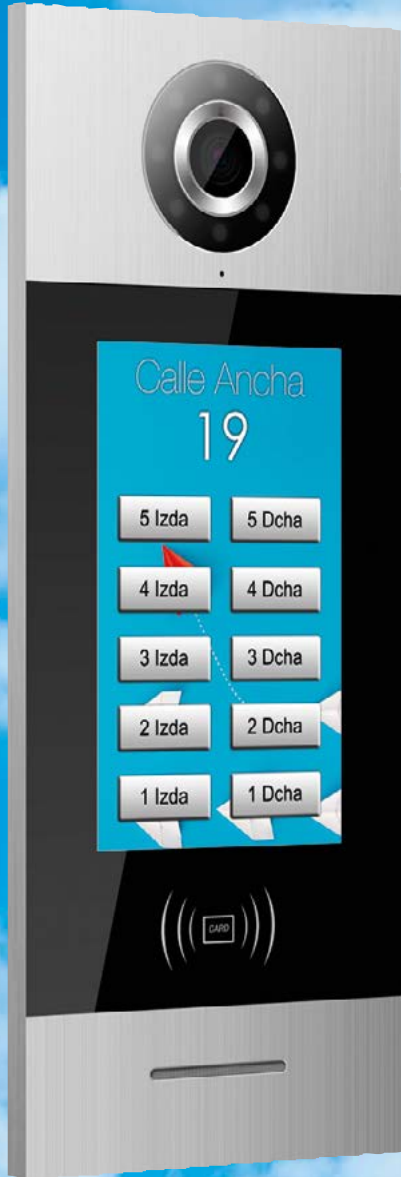 Calle Ancha
19
5 Izda 5 Dcha
4 Izda 4 Dcha
3 Izda 3 Dcha
2 Izda 2 Dcha
1 Izda 1 Dcha
CARD